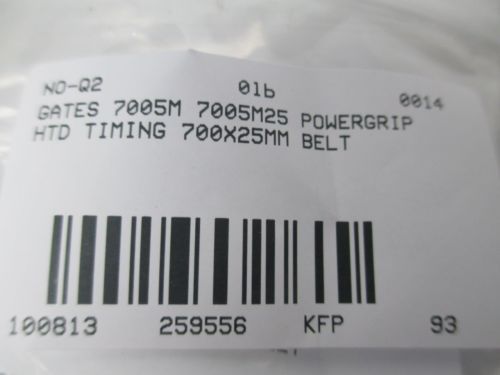 NO-Q2 01b 0014
GATES 7005M 7005M25 POWERGRIP
HTD TIMING 700X25MM BELT
100813 259556 KFP 93